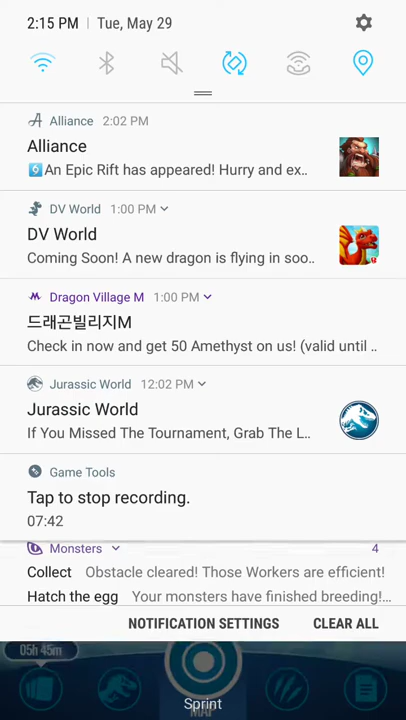 2:15 PM | Tue, May 29
Alliance 2:02 PM
Alliance
An Epic Rift has appeared! Hurry and ex..
DV World 1:00 PM
DV World
Coming Soon! A new dragon is flying in soo..
Dragon Village M 1:00 PM
드래곤빌리지M
Check in now and get 50 Amethyst on us! (valid until ..
Jurassic World 12:02 PM
Jurassic World
If You Missed The Tournament, Grab The L..
Game Tools
Tap to stop recording.
07:42
Monsters 4
Collect Obstacle cleared! Those Workers are efficient!
Hatch the egg Your monsters have finished breeding!...
NOTIFICATION SETTINGS CLEAR ALL
05h 45m
Sprint
MAP